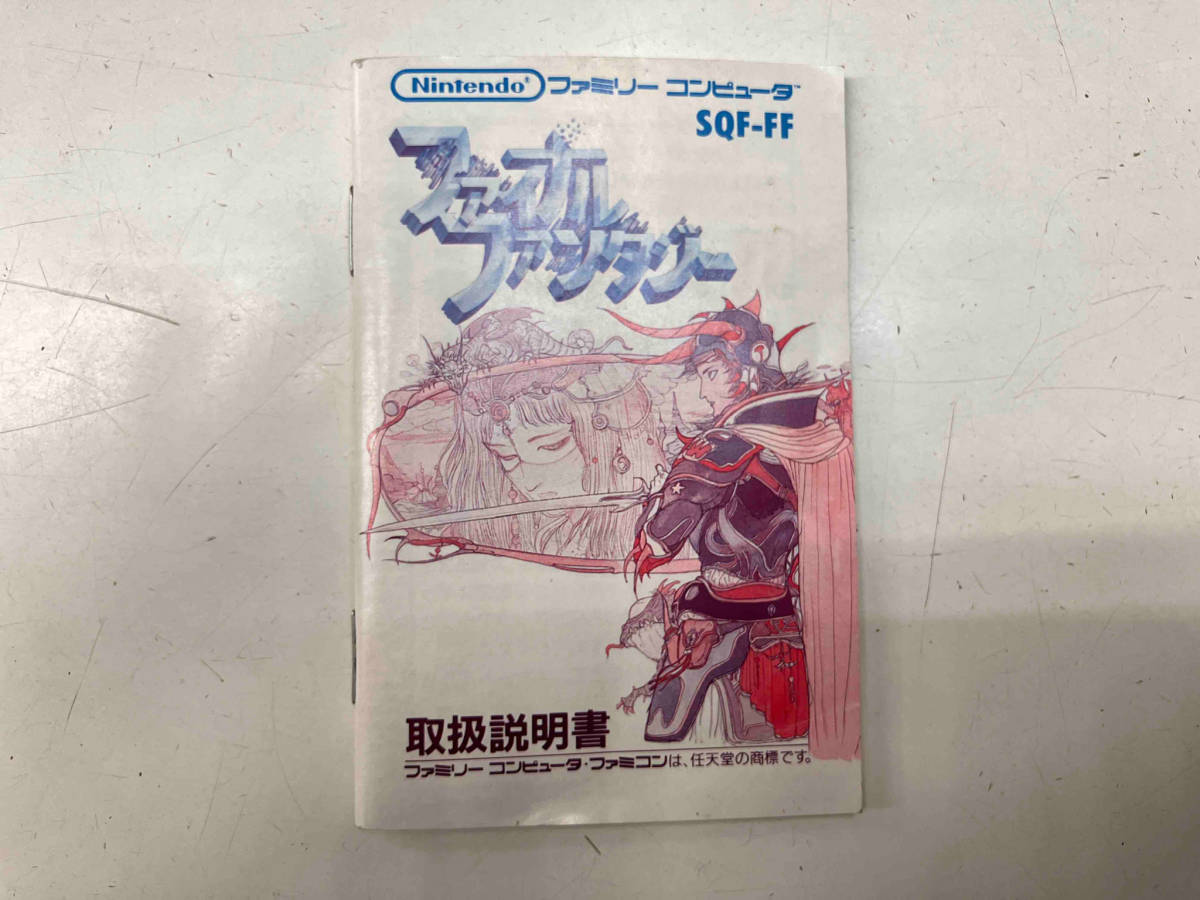 Nintendo® ファミリー コンピュータ™
SQF-FF
ファイナル
ファンタジー
取扱説明書
ファミリー コンピュータ・ファミコンは、任天堂の商標です。